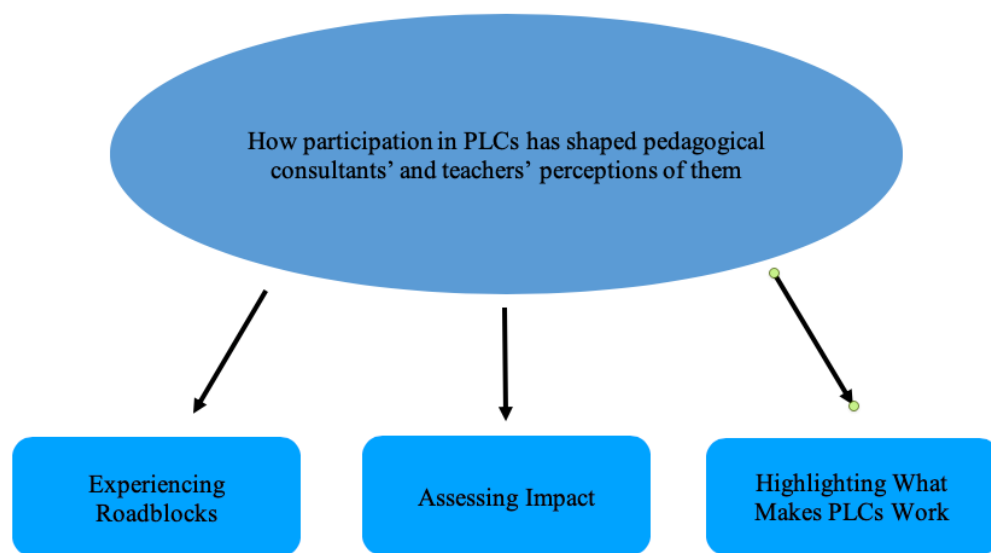 How participation in PLCs has shaped pedagogical
consultants’ and teachers’ perceptions of them
Experiencing
Roadblocks
Assessing Impact
Highlighting What
Makes PLCs Work